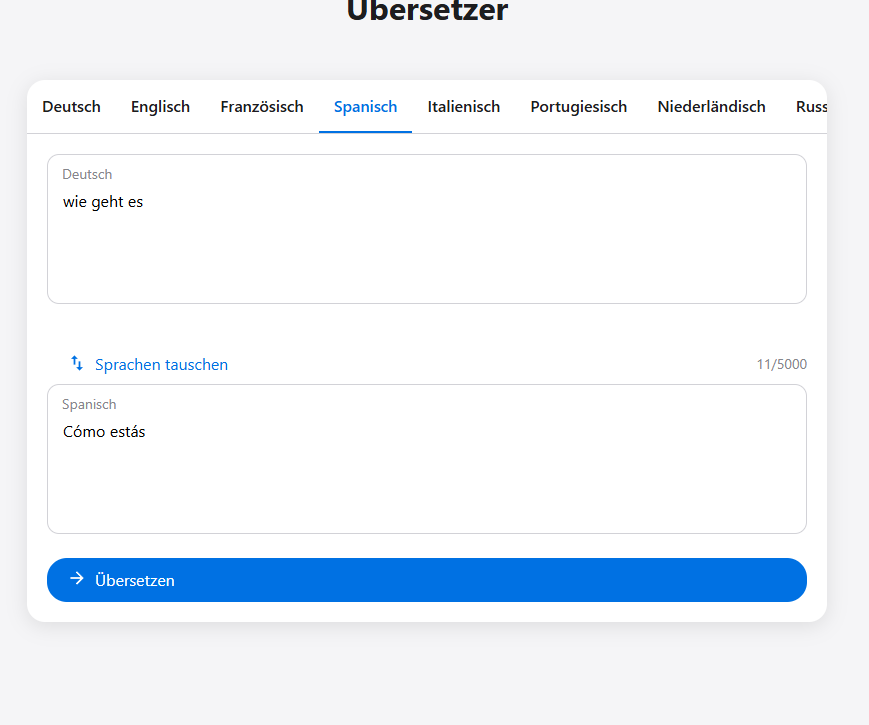 Übersetzer
Deutsch Englisch Französisch Spanisch Italienisch Portugiesisch Niederländisch Russ
Deutsch
wie geht es
Sprachen tauschen 11/5000
Spanisch
Cómo estás
Übersetzen